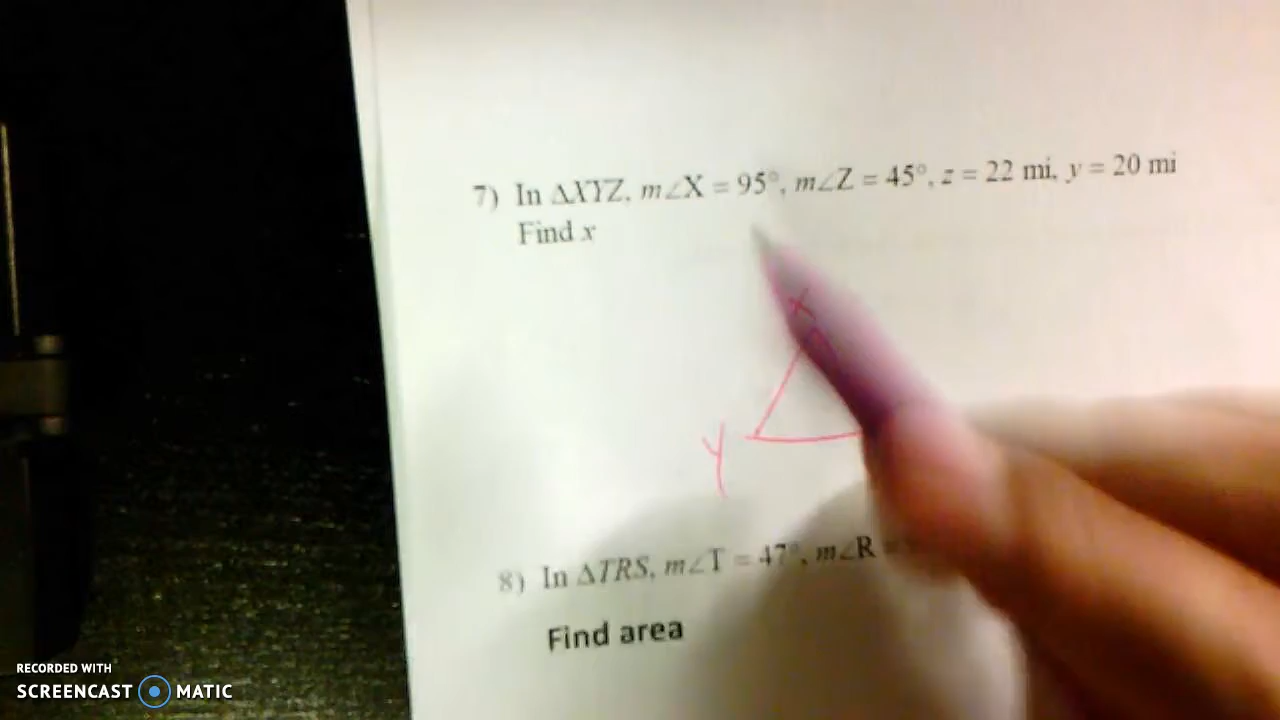 7) In ΔXYZ, m∠X = 95°, m∠Z = 45°, z = 22 mi, y = 20 mi
Find x
X
Y
8) In ΔTRS, m∠T = 47°, m∠R =
Find area
RECORDED WITH
SCREENCAST MATIC